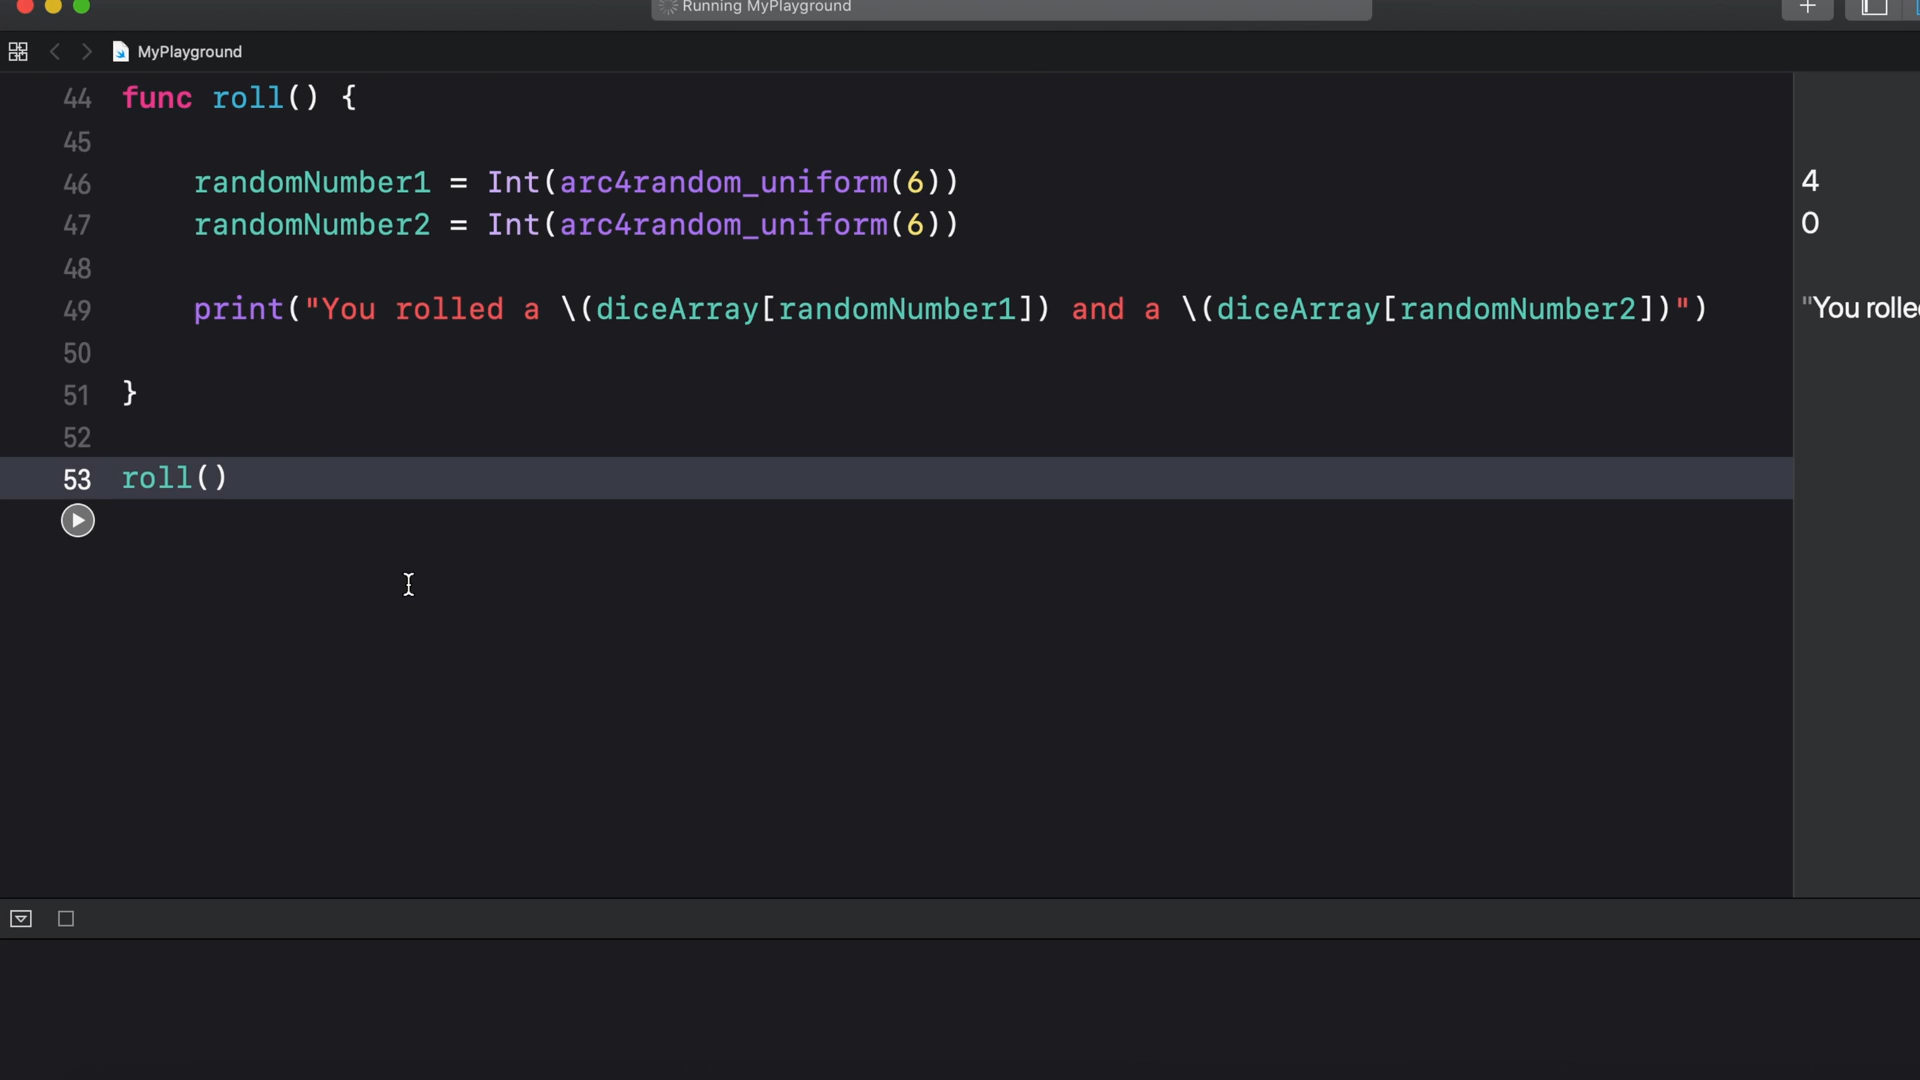 Running MyPlayground
MyPlayground
44 func roll() {
45
46 randomNumber1 = Int(arc4random_uniform(6)) 4
47 randomNumber2 = Int(arc4random_uniform(6)) 0
48
49 print("You rolled a \(diceArray[randomNumber1]) and a \(diceArray[randomNumber2])") "You rolle
50
51 }
52
53 roll()